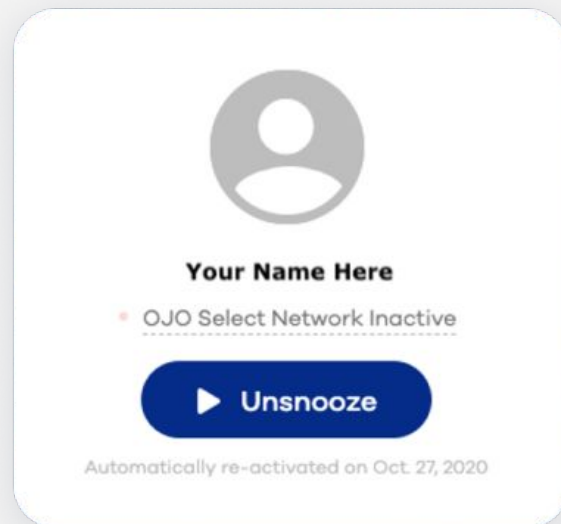 Your Name Here
OJO Select Network Inactive
Unsnooze
Automatically re-activated on Oct. 27, 2020